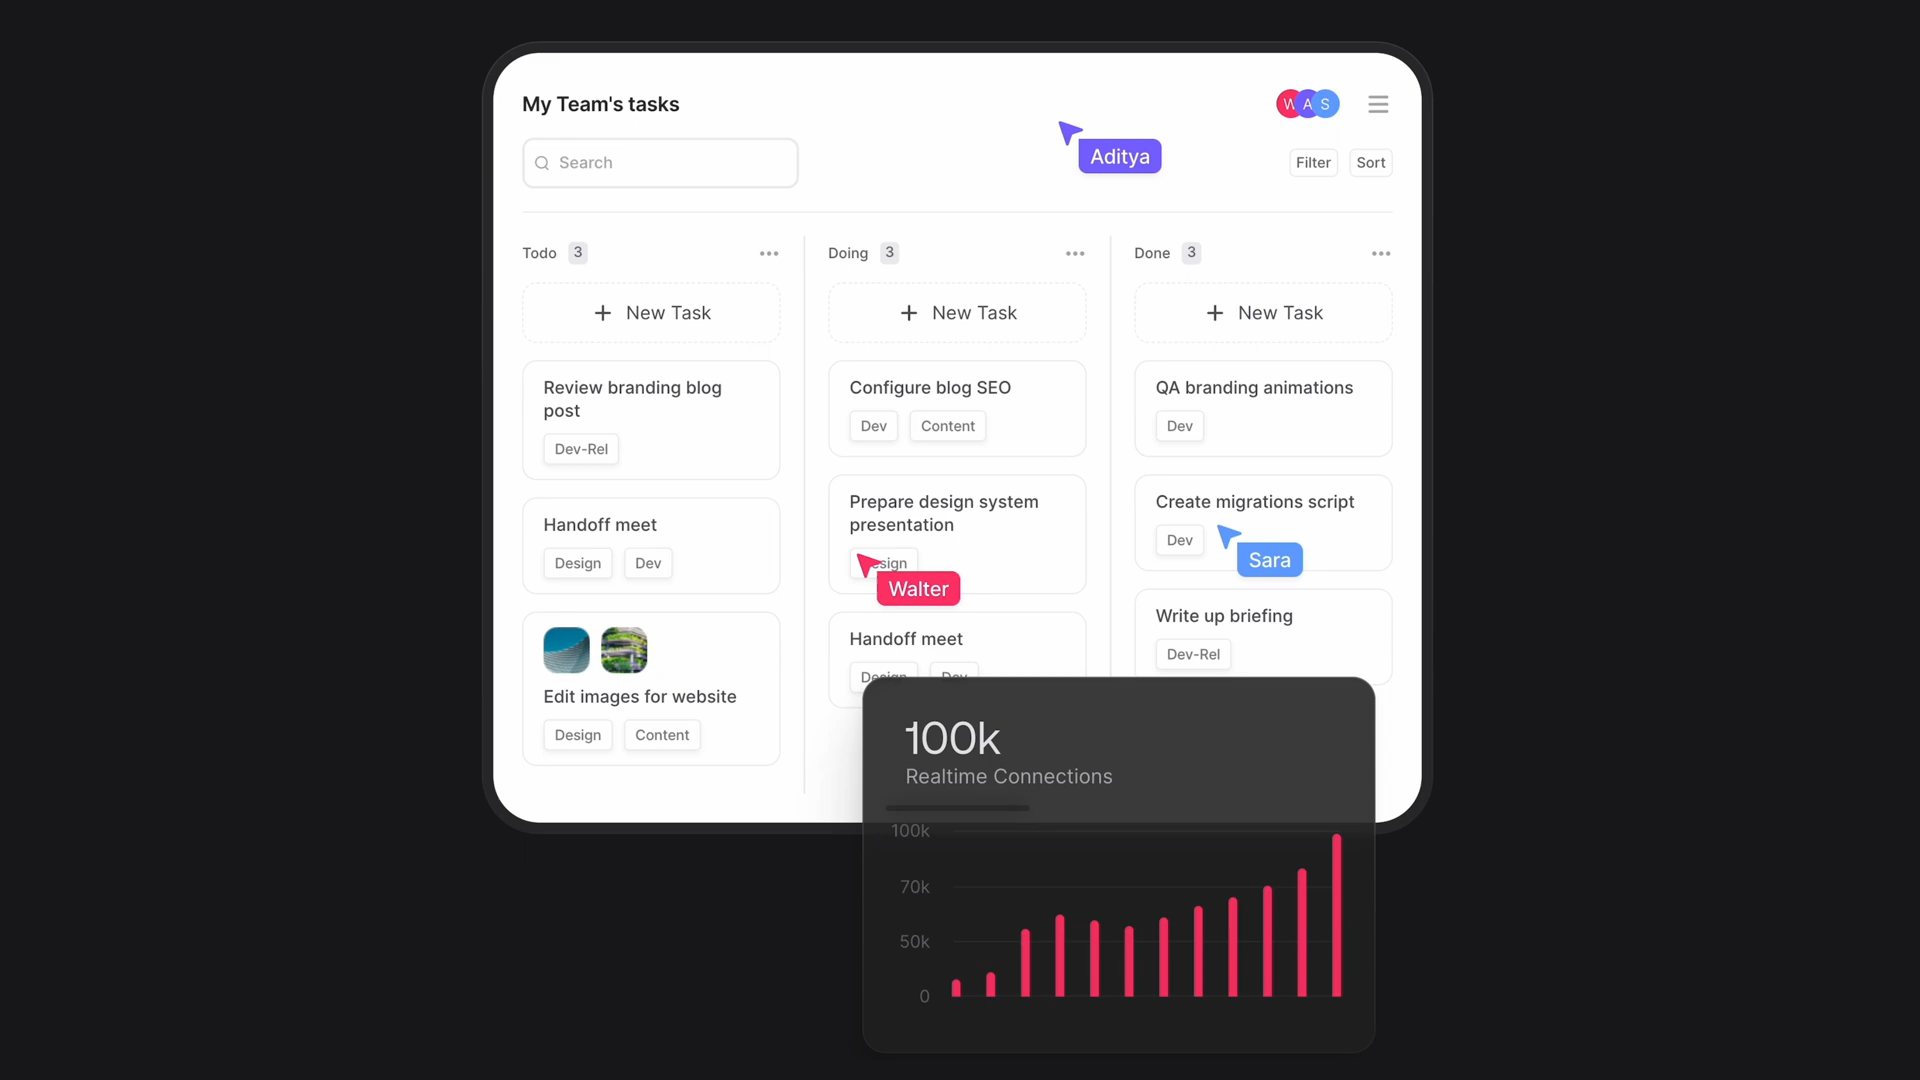 My Team's tasks
W A S
Aditya
Search
Filter
Sort
Todo 3
New Task
Review branding blog
post
Dev-Rel
Handoff meet
Design Dev
Edit images for website
Design Content
Doing 3
New Task
Configure blog SEO
Dev Content
Prepare design system
presentation
Design
Walter
Handoff meet
Design Dev
Done 3
New Task
QA branding animations
Dev
Create migrations script
Dev
Sara
Write up briefing
Dev-Rel
100k
Realtime Connections
100k
70k
50k
0